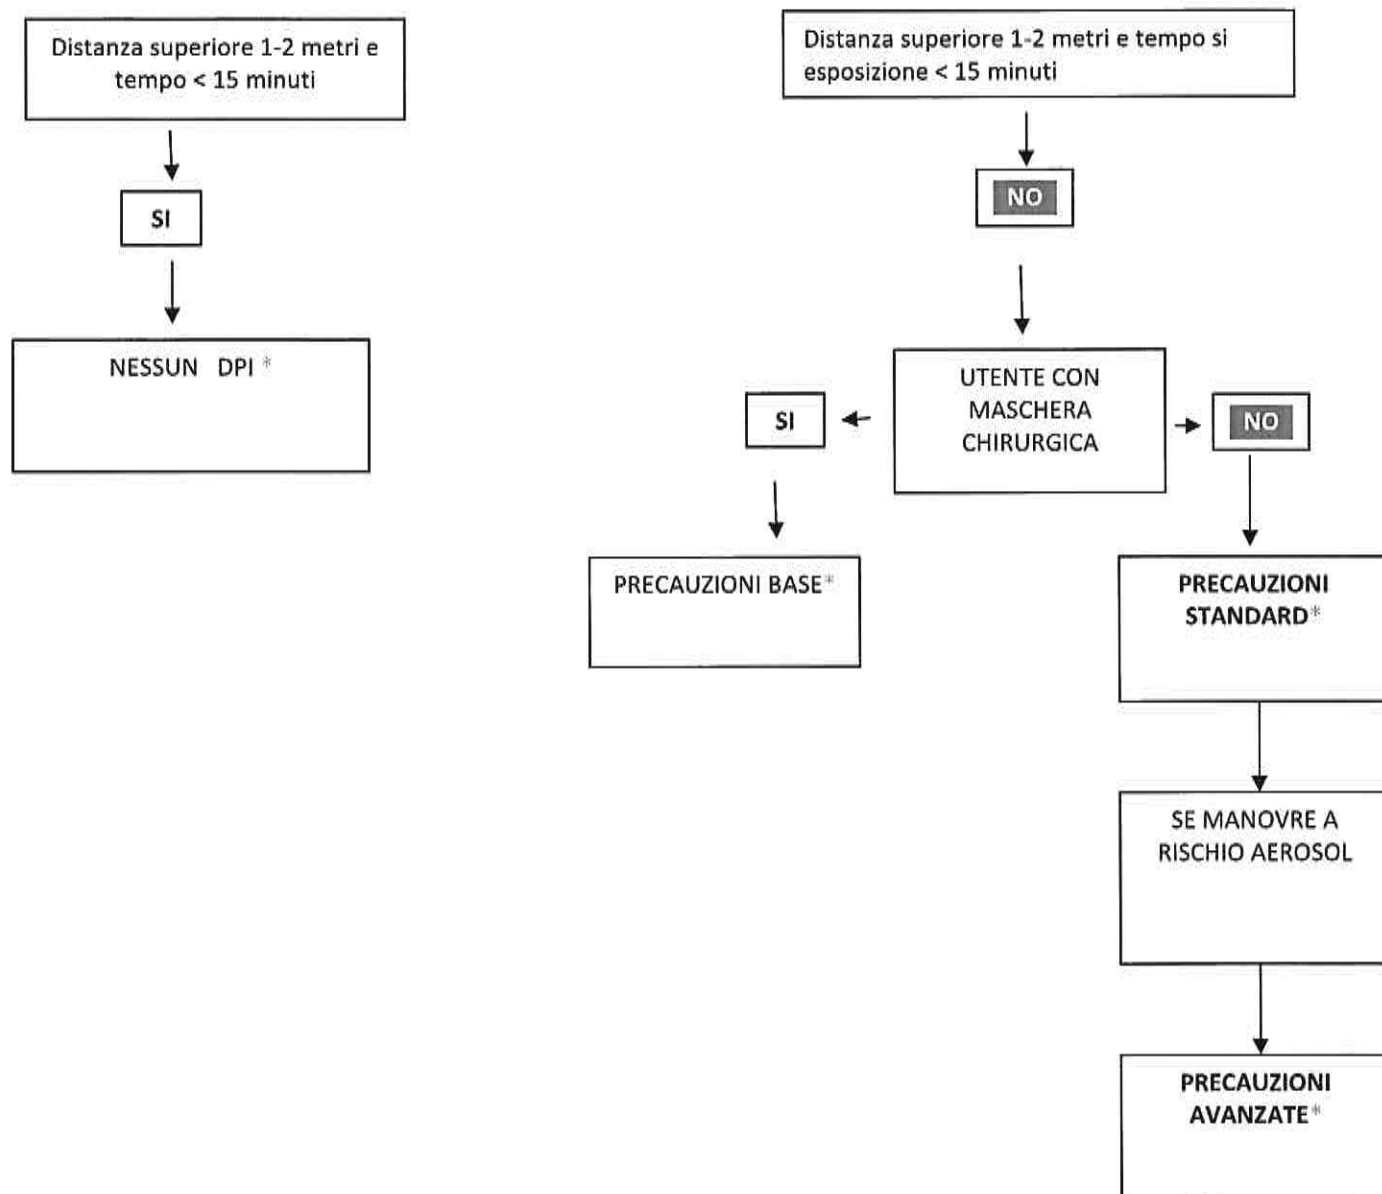 Distanza superiore 1-2 metri e
tempo < 15 minuti
SI
NESSUN DPI *
Distanza superiore 1-2 metri e tempo si
esposizione < 15 minuti
NO
UTENTE CON
MASCHERA
CHIRURGICA
SI
NO
PRECAUZIONI BASE*
PRECAUZIONI
STANDARD*
SE MANOVRE A
RISCHIO AEROSOL
PRECAUZIONI
AVANZATE*